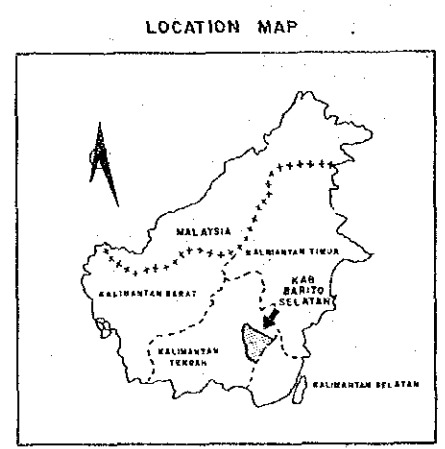 LOCATION MAP
MALAYSIA
KALIMANTAN TIMUR
KALIMANTAN BARAT
KAB
BARITO
SELATAN
KALIMANTAN
TENGAH
KALIMANTAN SELATAN